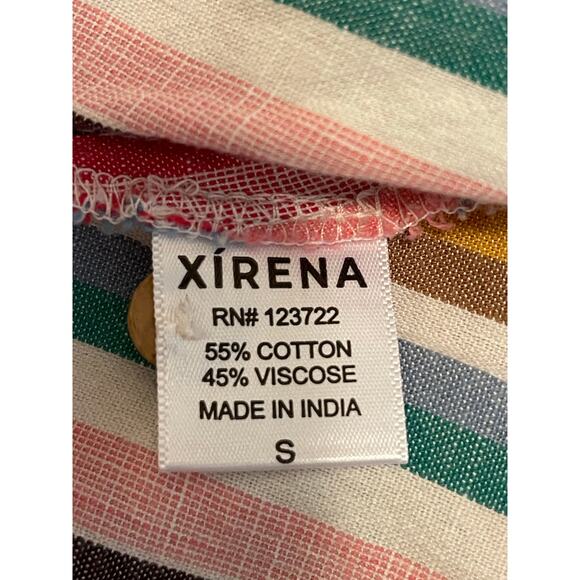 XÍRENA
RN# 123722
55% COTTON
45% VISCOSE
MADE IN INDIA
S